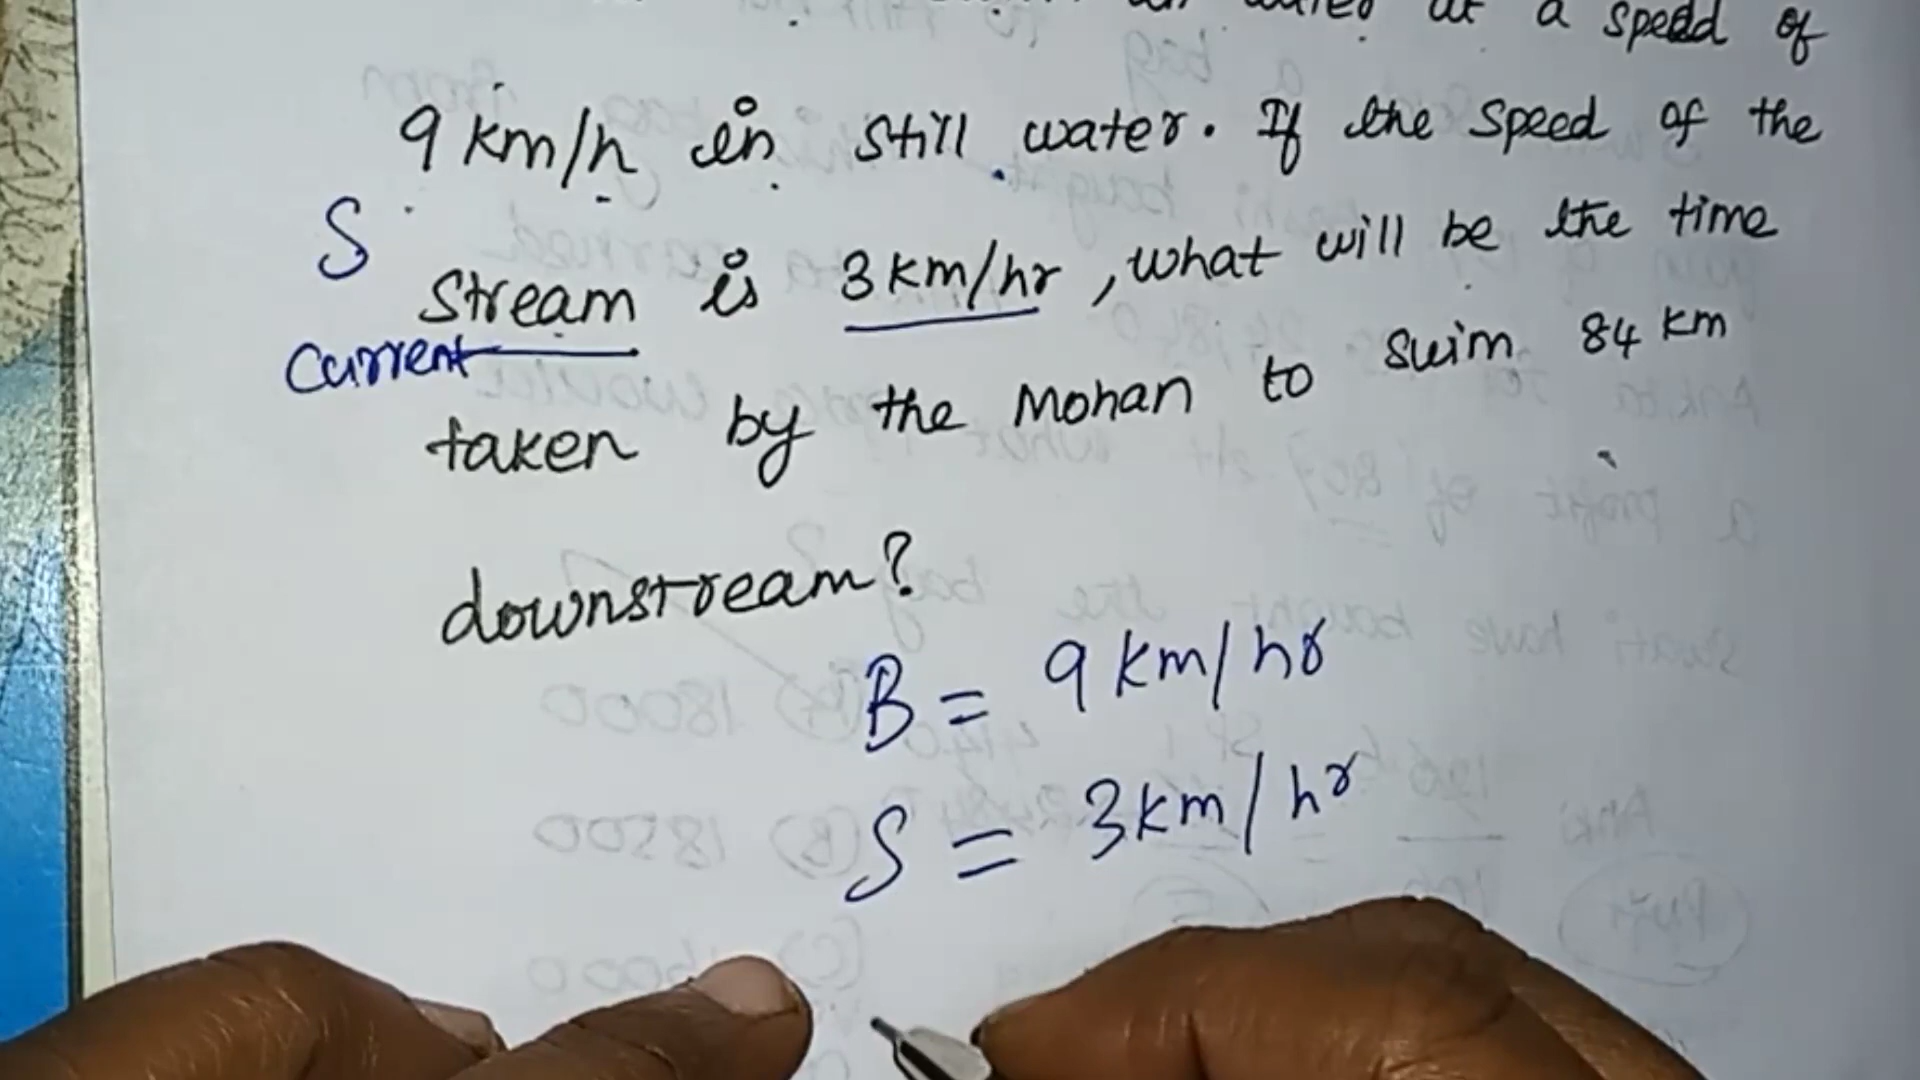 at a speed of
9 km/h in still water. If the speed of the
S
stream is 3 km/hr, what will be the time
Current
taken by the Mohan to swim 84 km
downstream?
B = 9 km/hr
S = 3 km/hr